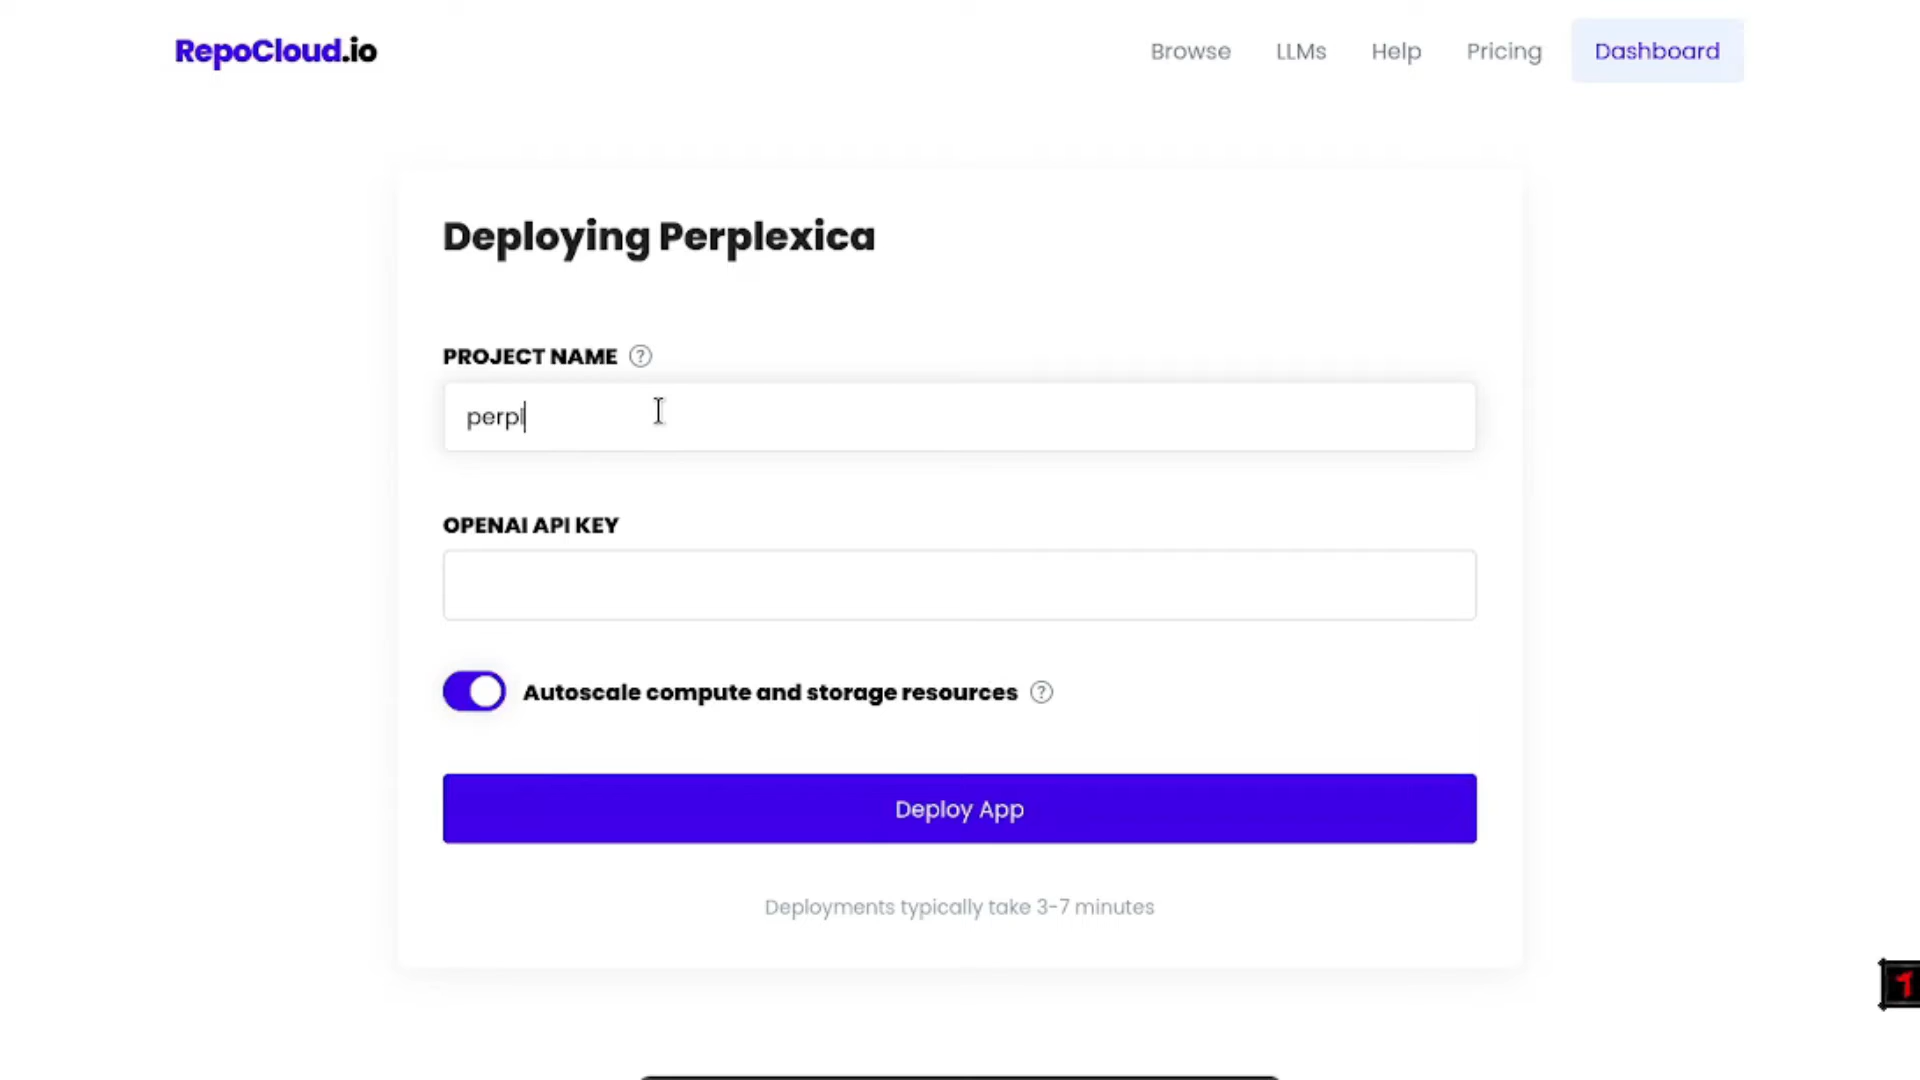 RepoCloud.io
Browse LLMs Help Pricing Dashboard
Deploying Perplexica
PROJECT NAME ?
perpl
OPENAI API KEY
Autoscale compute and storage resources ?
Deploy App
Deployments typically take 3-7 minutes